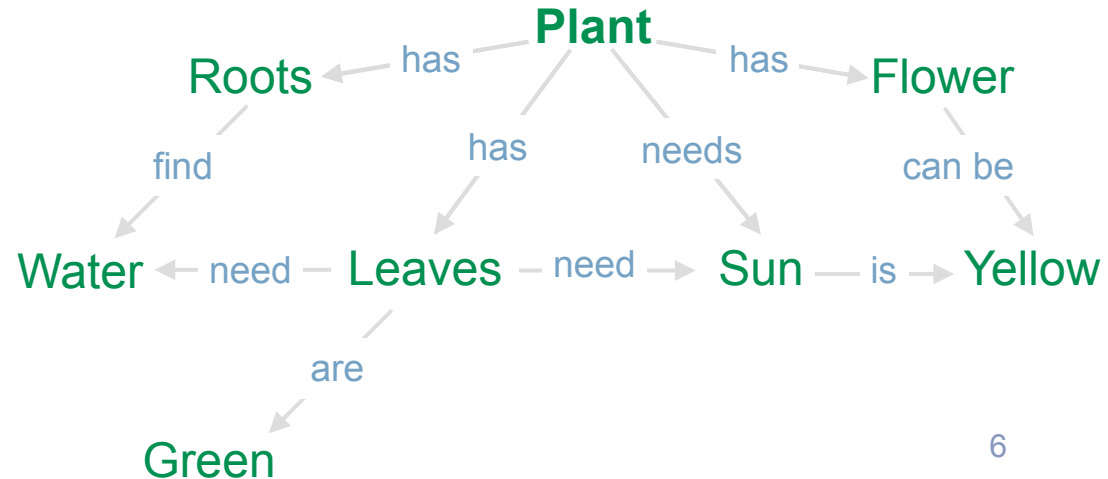 Plant
Roots has has Flower
find has needs can be
Water need Leaves need Sun is Yellow
are
Green
6